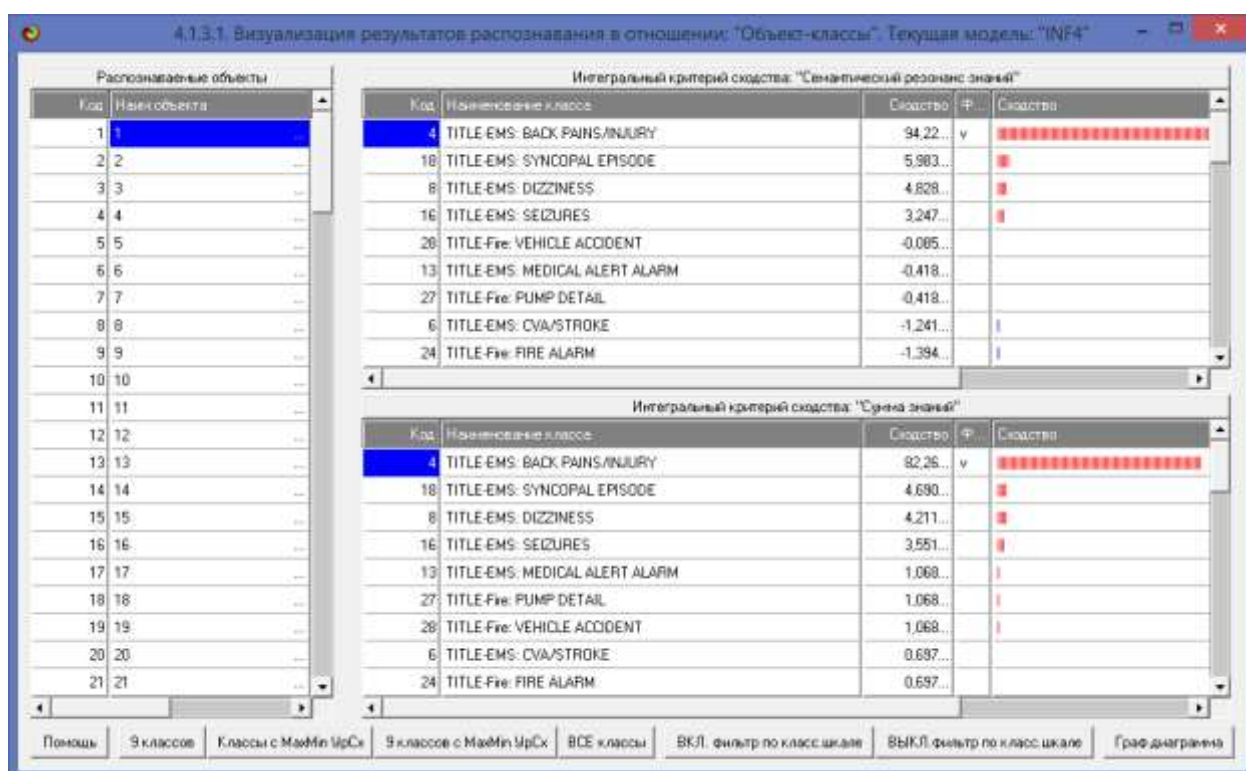 4.1.3.1. Визуализация результатов распознавания в отношении: "Объект-классы". Текущая модель: "INF4"
Распознаваемые объекты
Код Наим.объекта
1 1 ...
2 2 ...
3 3 ...
4 4 ...
5 5 ...
6 6 ...
7 7 ...
8 8 ...
9 9 ...
10 10 ...
11 11 ...
12 12 ...
13 13 ...
14 14 ...
15 15 ...
16 16 ...
17 17 ...
18 18 ...
19 19 ...
20 20 ...
21 21 ...
Интегральный критерий сходства: "Семантический резонанс знаний"
Код Наименование класса Сходство Ф... Сходство
4 TITLE-EMS: BACK PAINS/INJURY 94,22... v
18 TITLE-EMS: SYNCOPAL EPISODE 5,983...
8 TITLE-EMS: DIZZINESS 4,828...
16 TITLE-EMS: SEIZURES 3,247...
28 TITLE-Fire: VEHICLE ACCIDENT -0,085...
13 TITLE-EMS: MEDICAL ALERT ALARM -0,418...
27 TITLE-Fire: PUMP DETAIL -0,418...
6 TITLE-EMS: CVA/STROKE -1,241...
24 TITLE-Fire: FIRE ALARM -1,394...
Интегральный критерий сходства: "Сумма знаний"
Код Наименование класса Сходство Ф... Сходство
4 TITLE-EMS: BACK PAINS/INJURY 82,26... v
18 TITLE-EMS: SYNCOPAL EPISODE 4,690...
8 TITLE-EMS: DIZZINESS 4,211...
16 TITLE-EMS: SEIZURES 3,551...
13 TITLE-EMS: MEDICAL ALERT ALARM 1,068...
27 TITLE-Fire: PUMP DETAIL 1,068...
28 TITLE-Fire: VEHICLE ACCIDENT 1,068...
6 TITLE-EMS: CVA/STROKE 0,697...
24 TITLE-Fire: FIRE ALARM 0,697...
Помощь 9 классов Классы с MaxMin УрСх 9 классов с MaxMin УрСх ВСЕ классы ВКЛ. фильтр по класс.шкале ВЫКЛ.фильтр по класс.шкале Граф.диаграмма